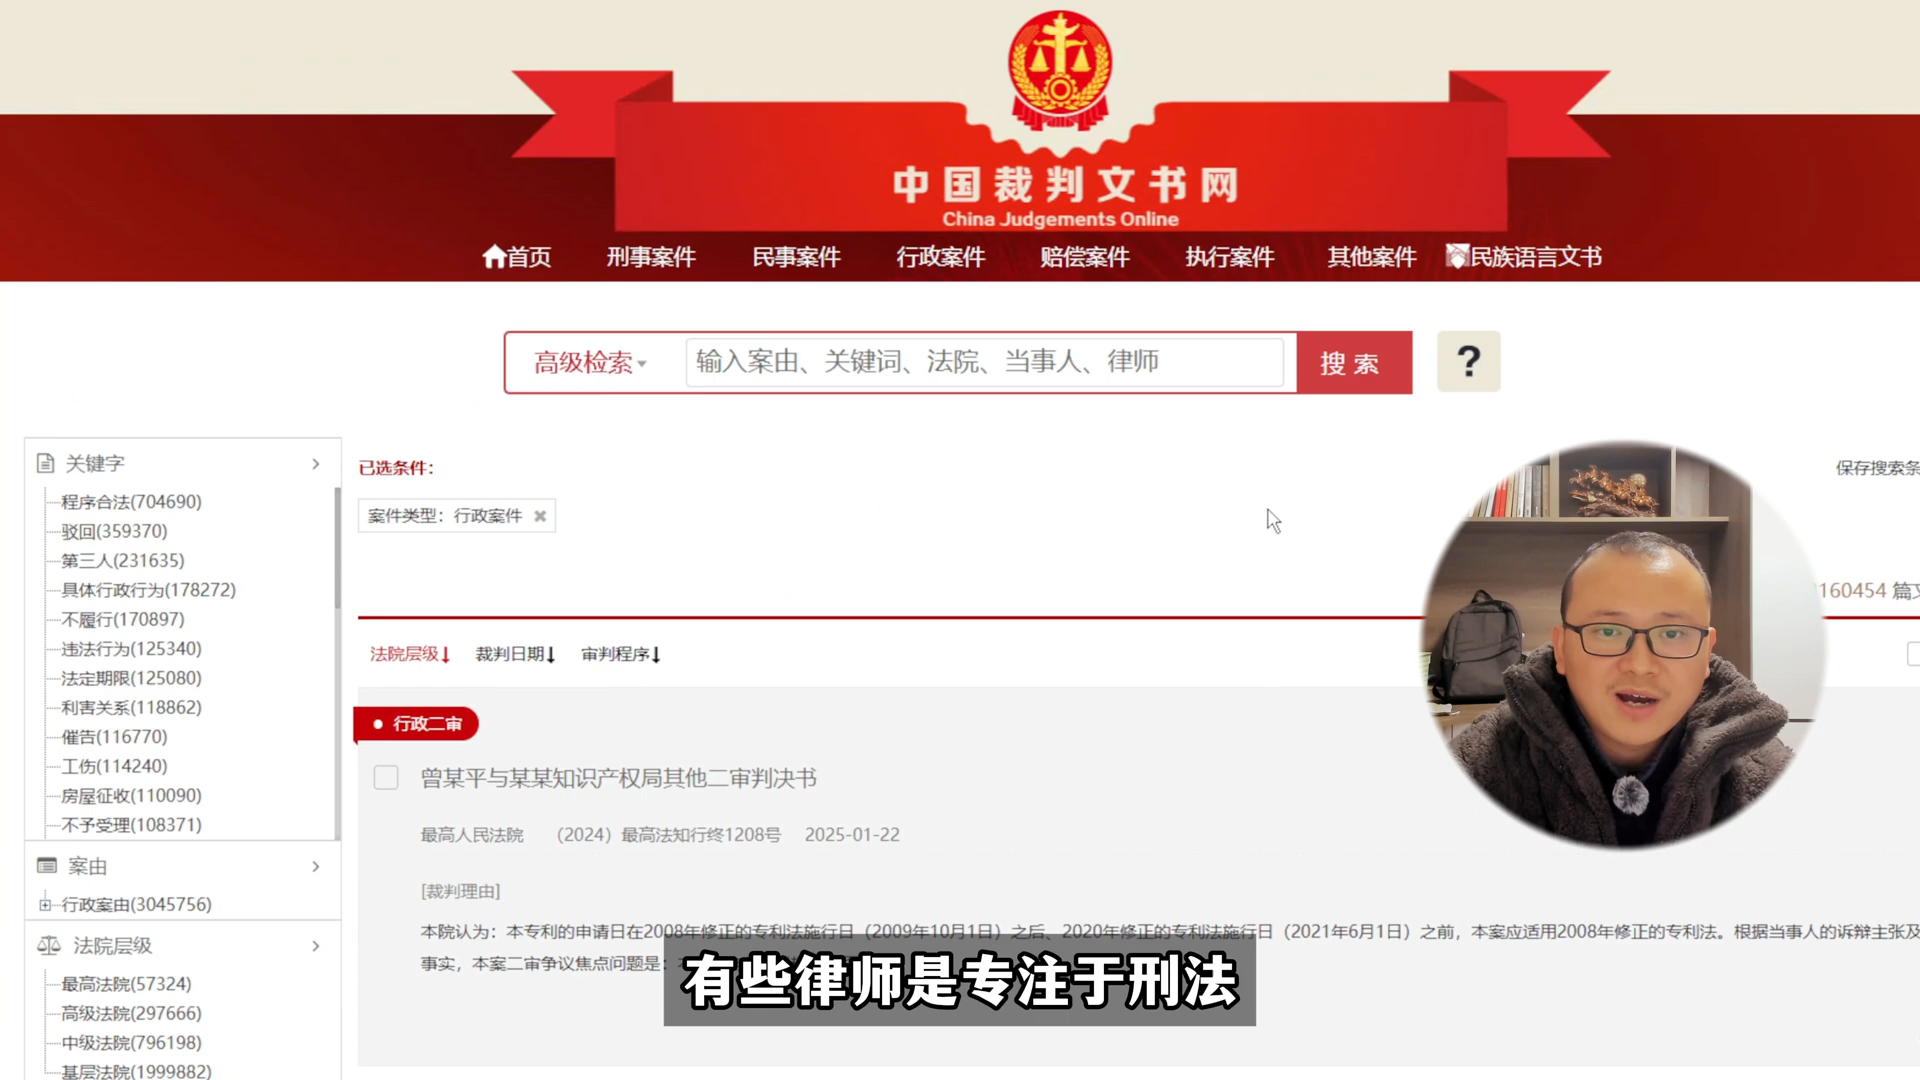 中国裁判文书网
China Judgements Online
首页 刑事案件 民事案件 行政案件 赔偿案件 执行案件 其他案件 民族语言文书
高级检索 输入案由、关键词、法院、当事人、律师 搜索 ?
关键字
程序合法(704690)
驳回(359370)
第三人(231635)
具体行政行为(178272)
不履行(170897)
违法行为(125340)
法定期限(125080)
利害关系(118862)
催告(116770)
工伤(114240)
房屋征收(110090)
不予受理(108371)
案由
行政案由(3045756)
法院层级
最高法院(57324)
高级法院(297666)
中级法院(796198)
基层法院(1999882)
已选条件：
保存搜索条
案件类型：行政案件
160454 篇文
法院层级 裁判日期 审判程序
行政二审
曾某平与某某知识产权局其他二审判决书
最高人民法院 （2024）最高法知行终1208号 2025-01-22
[裁判理由]
本院认为：本专利的申请日在2008年修正的专利法施行日（2009年10月1日）之后、2020年修正的专利法施行日（2021年6月1日）之前，本案应适用2008年修正的专利法。根据当事人的诉辩主张及
事实，本案二审争议焦点问题是：
有些律师是专注于刑法